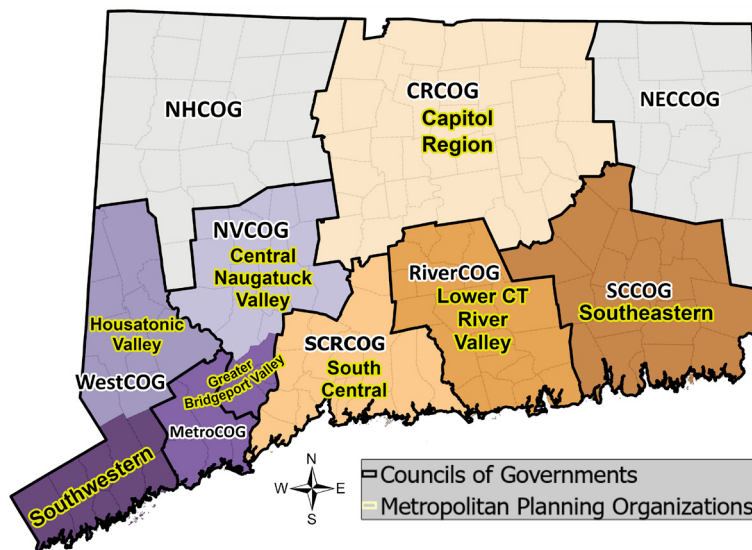 NHCOG
CRCOG
Capitol
Region
NECCOG
NVCOG
Central
Naugatuck
Valley
RiverCOG
Lower CT
River
Valley
SCCOG
Southeastern
Housatonic
Valley
WestCOG
Greater
Bridgeport Valley
MetroCOG
SCRCOG
South
Central
Southwestern
N
W E
S
Councils of Governments
Metropolitan Planning Organizations